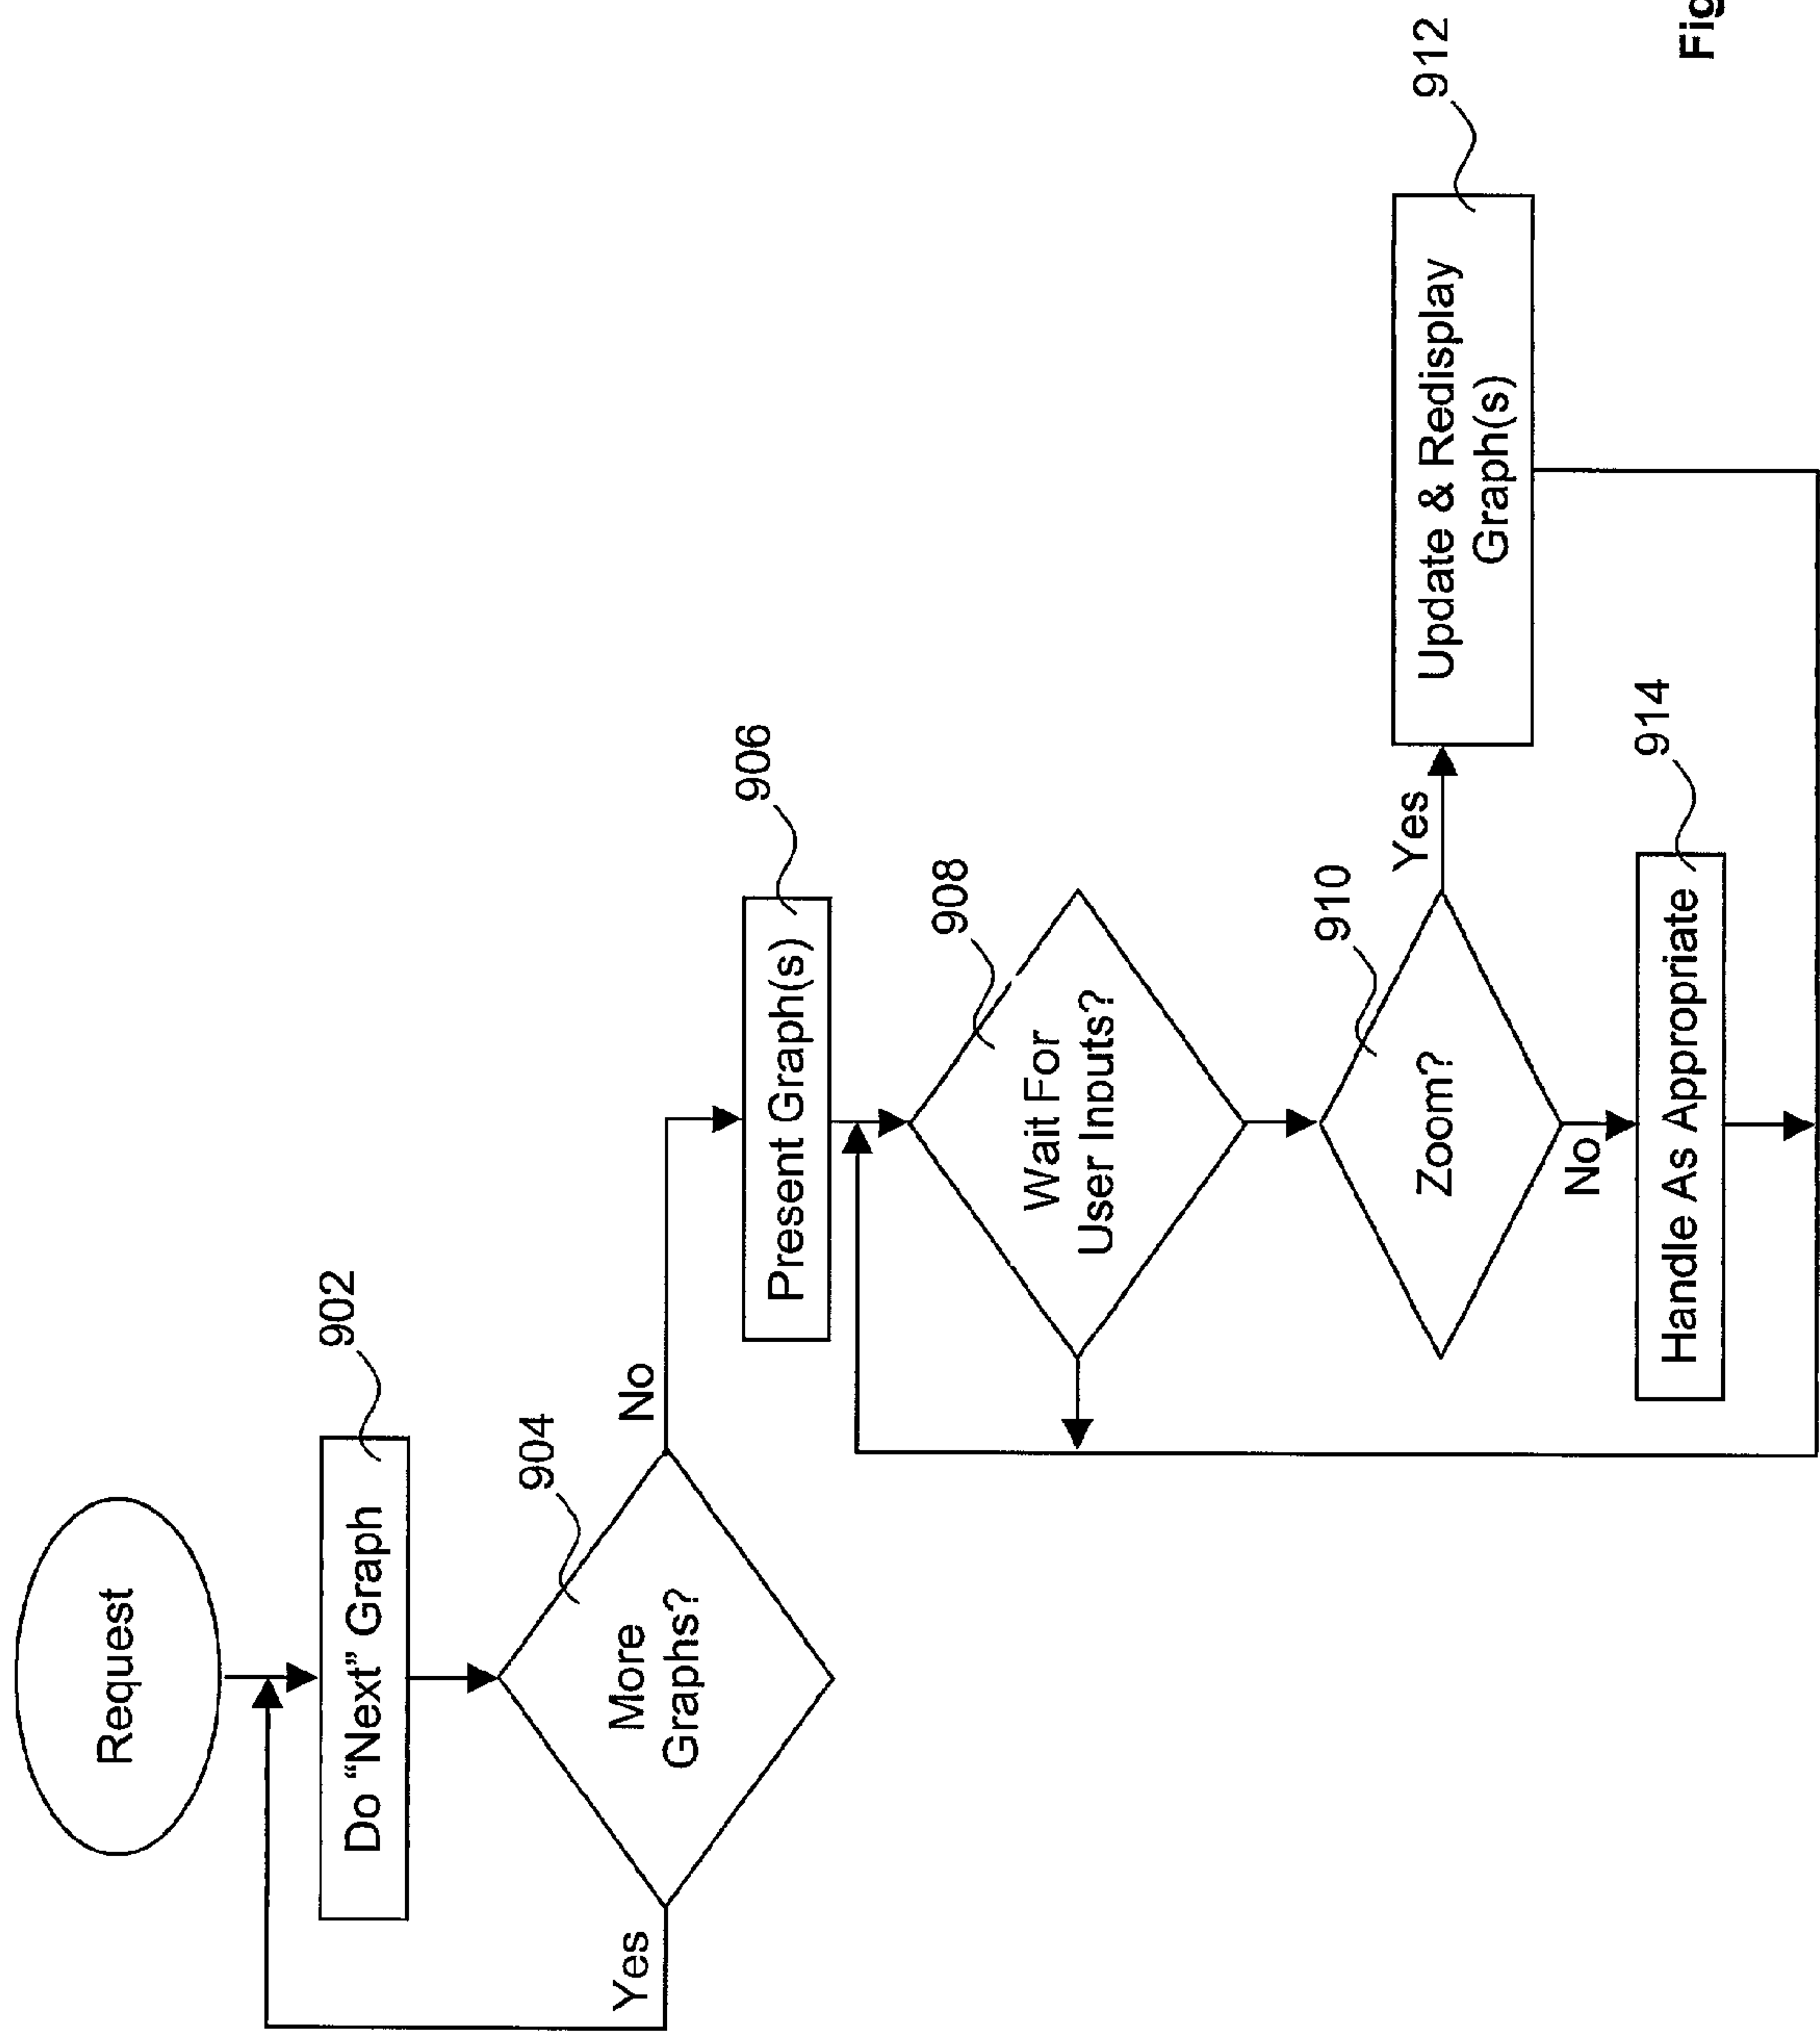 Request
902
Do "Next" Graph
904
More
Graphs?
Yes
No
906
Present Graph(s)
908
Wait For
User Inputs?
910
Zoom?
Yes
No
912
Update & Redisplay
Graph(s)
914
Handle As Appropriate
Fig